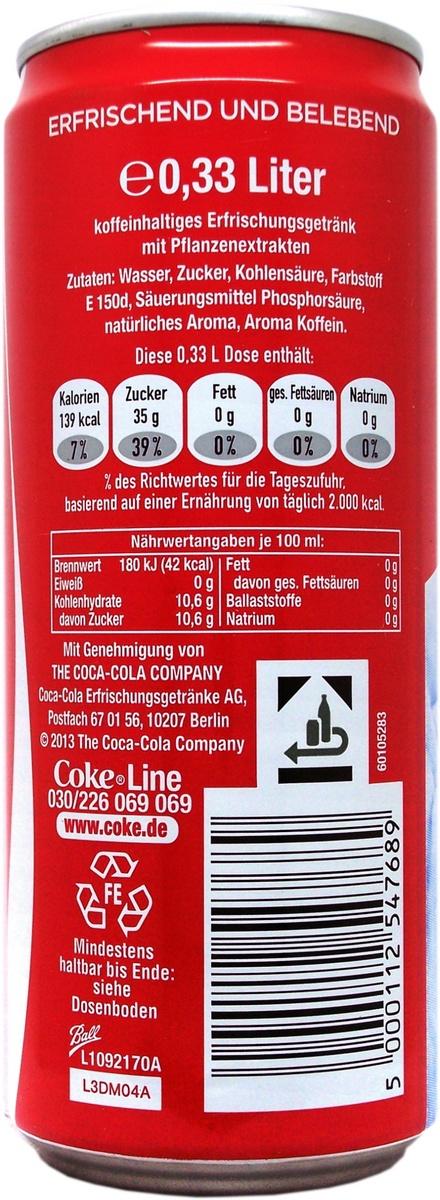 ERFRISCHEND UND BELEBEND
℮0,33 Liter
koffeinhaltiges Erfrischungsgetränk
mit Pflanzenextrakten
Zutaten: Wasser, Zucker, Kohlensäure, Farbstoff
E 150d, Säuerungsmittel Phosphorsäure,
natürliches Aroma, Aroma Koffein.
Diese 0,33 L Dose enthält:
Kalorien Zucker Fett ges. Fettsäuren Natrium
139 kcal 35 g 0 g 0 g 0 g
7% 39% 0% 0% 0%
% des Richtwertes für die Tageszufuhr,
basierend auf einer Ernährung von täglich 2.000 kcal.
Nährwertangaben je 100 ml:
Brennwert 180 kJ (42 kcal) Fett 0 g
Eiweiß 0 g davon ges. Fettsäuren 0 g
Kohlenhydrate 10,6 g Ballaststoffe 0 g
davon Zucker 10,6 g Natrium 0 g
Mit Genehmigung von
THE COCA-COLA COMPANY
Coca-Cola Erfrischungsgetränke AG,
Postfach 67 01 56, 10207 Berlin
© 2013 The Coca-Cola Company
60105283
Coke®Line
030/226 069 069
www.coke.de
FE
Mindestens
haltbar bis Ende:
siehe
Dosenboden
Ball
L1092170A
L3DM04A
5 000112 547689